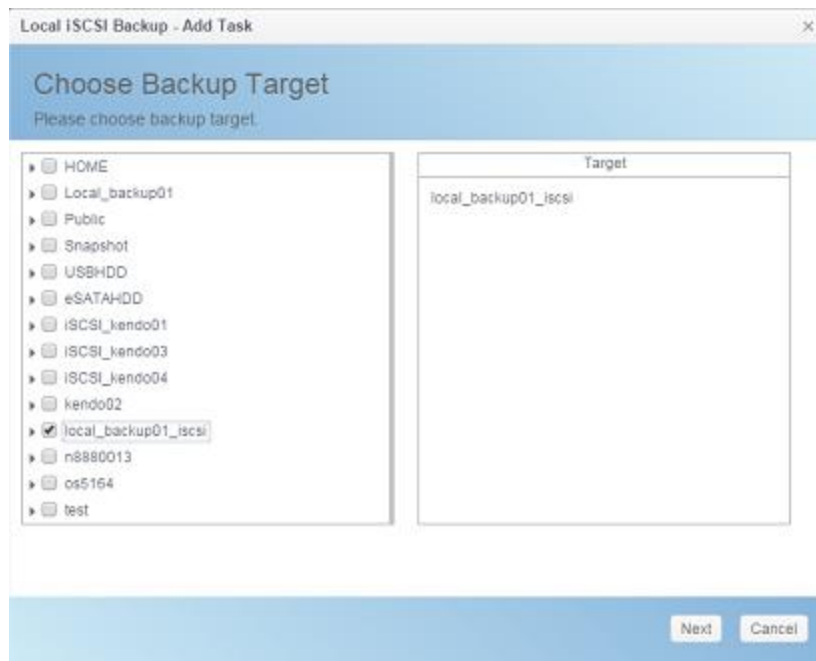 Local iSCSI Backup - Add Task
Choose Backup Target
Please choose backup target.
HOME
Local_backup01
Public
Snapshot
USBHDD
eSATAHDD
iSCSI_kendo01
iSCSI_kendo03
iSCSI_kendo04
kendo02
local_backup01_iscsi
n8880013
os5164
test
Target
local_backup01_iscsi
Next
Cancel